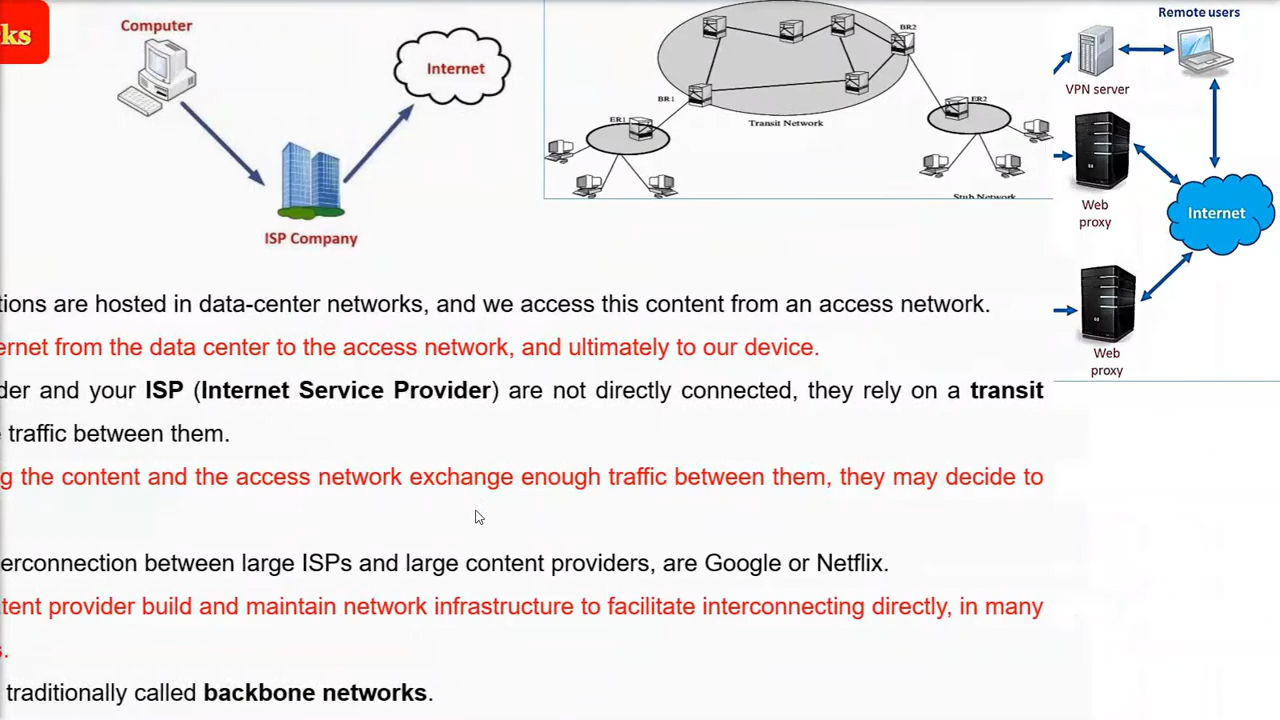 ks
Computer
Internet
ISP Company
BR1
BR2
ER1
ER2
Transit Network
Stub Network
Remote users
VPN server
Web
proxy
Internet
Web
proxy
tions are hosted in data-center networks, and we access this content from an access network.
ernet from the data center to the access network, and ultimately to our device.
der and your ISP (Internet Service Provider) are not directly connected, they rely on a transit
e traffic between them.
g the content and the access network exchange enough traffic between them, they may decide to
erconnection between large ISPs and large content providers, are Google or Netflix.
tent provider build and maintain network infrastructure to facilitate interconnecting directly, in many
s.
traditionally called backbone networks.